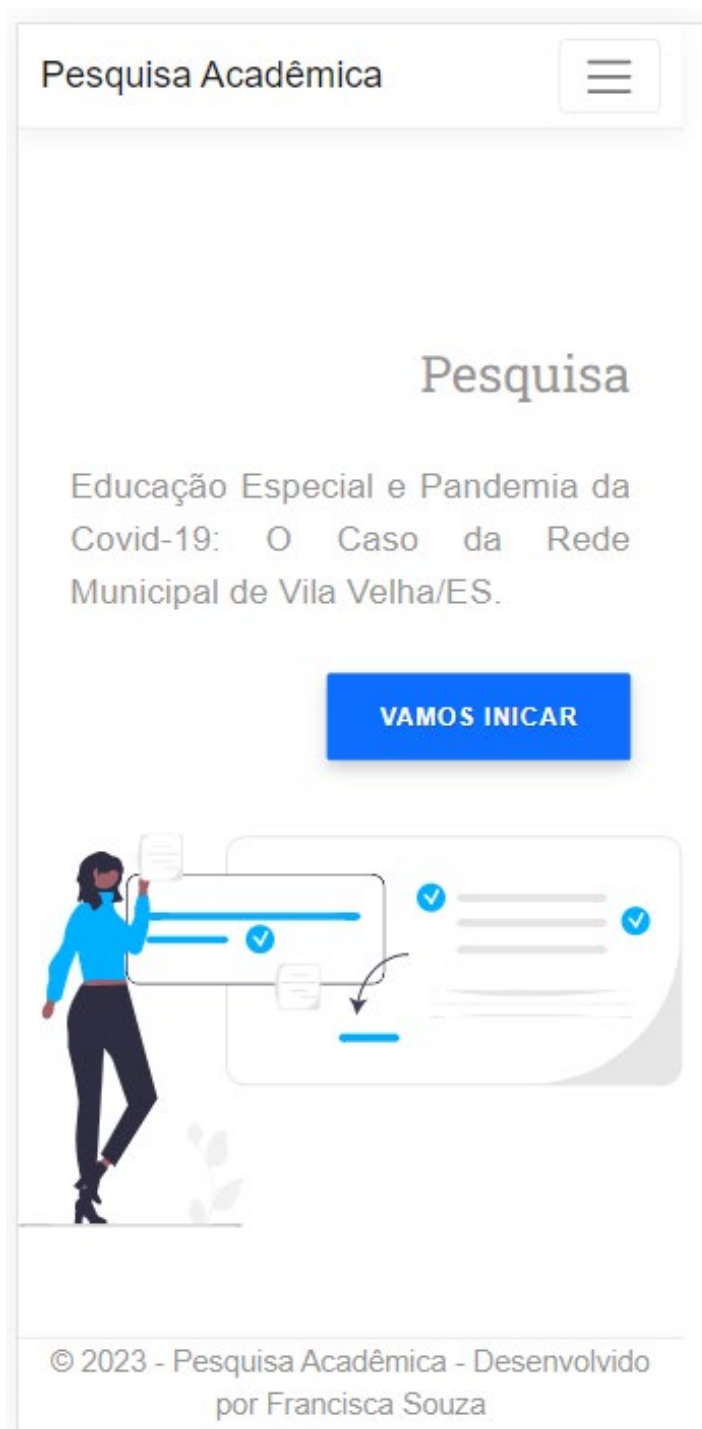 Pesquisa Acadêmica
Pesquisa
Educação Especial e Pandemia da
Covid-19: O Caso da Rede
Municipal de Vila Velha/ES.
VAMOS INICAR
© 2023 - Pesquisa Acadêmica - Desenvolvido
por Francisca Souza